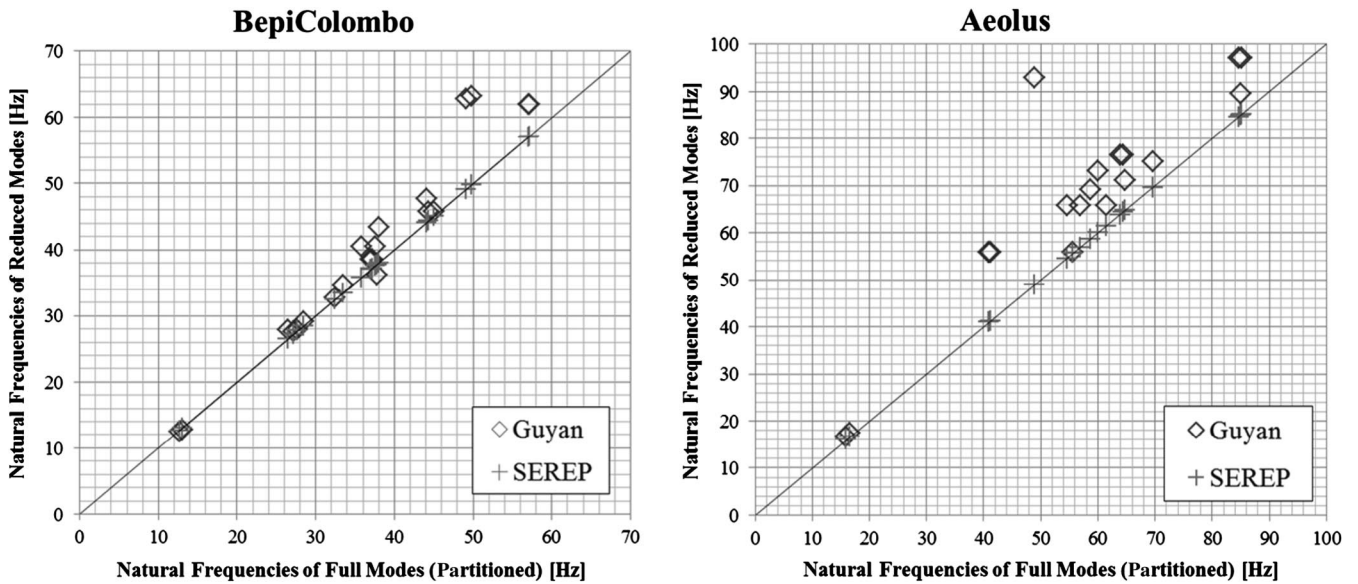 BepiColombo
Natural Frequencies of Reduced Modes [Hz]
70
60
50
40
30
20
10
0
0 10 20 30 40 50 60 70
Natural Frequencies of Full Modes (Partitioned) [Hz]
Guyan
SEREP
Aeolus
Natural Frequencies of Reduced Modes [Hz]
100
90
80
70
60
50
40
30
20
10
0
0 10 20 30 40 50 60 70 80 90 100
Natural Frequencies of Full Modes (Partitioned) [Hz]
Guyan
SEREP